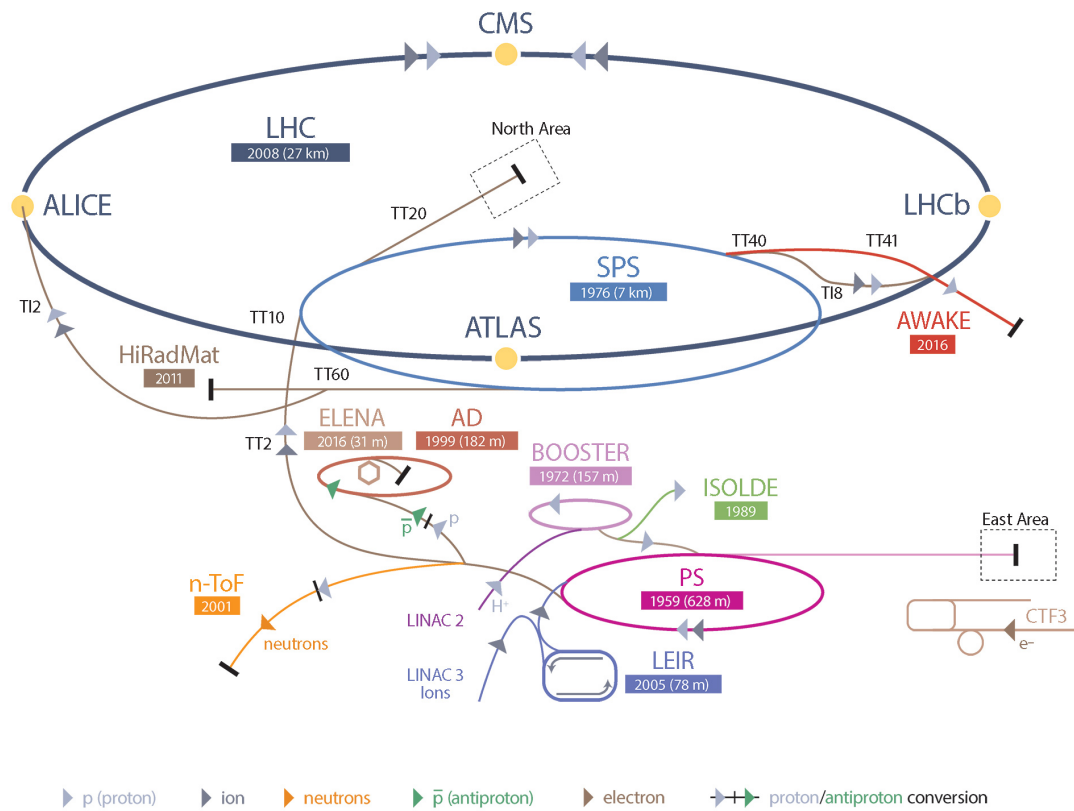 CMS
North Area
LHC
2008 (27 km)
ALICE
LHCb
TT20
TT40
TT41
SPS
1976 (7 km)
TI8
TI2
TT10
ATLAS
AWAKE
2016
HiRadMat
2011
TT60
ELENA
2016 (31 m)
AD
1999 (182 m)
TT2
BOOSTER
1972 (157 m)
ISOLDE
1989
p̅
p
East Area
n-ToF
2001
PS
1959 (628 m)
H⁺
LINAC 2
CTF3
e⁻
neutrons
LINAC 3
Ions
LEIR
2005 (78 m)
p (proton)
ion
neutrons
p̅ (antiproton)
electron
proton/antiproton conversion